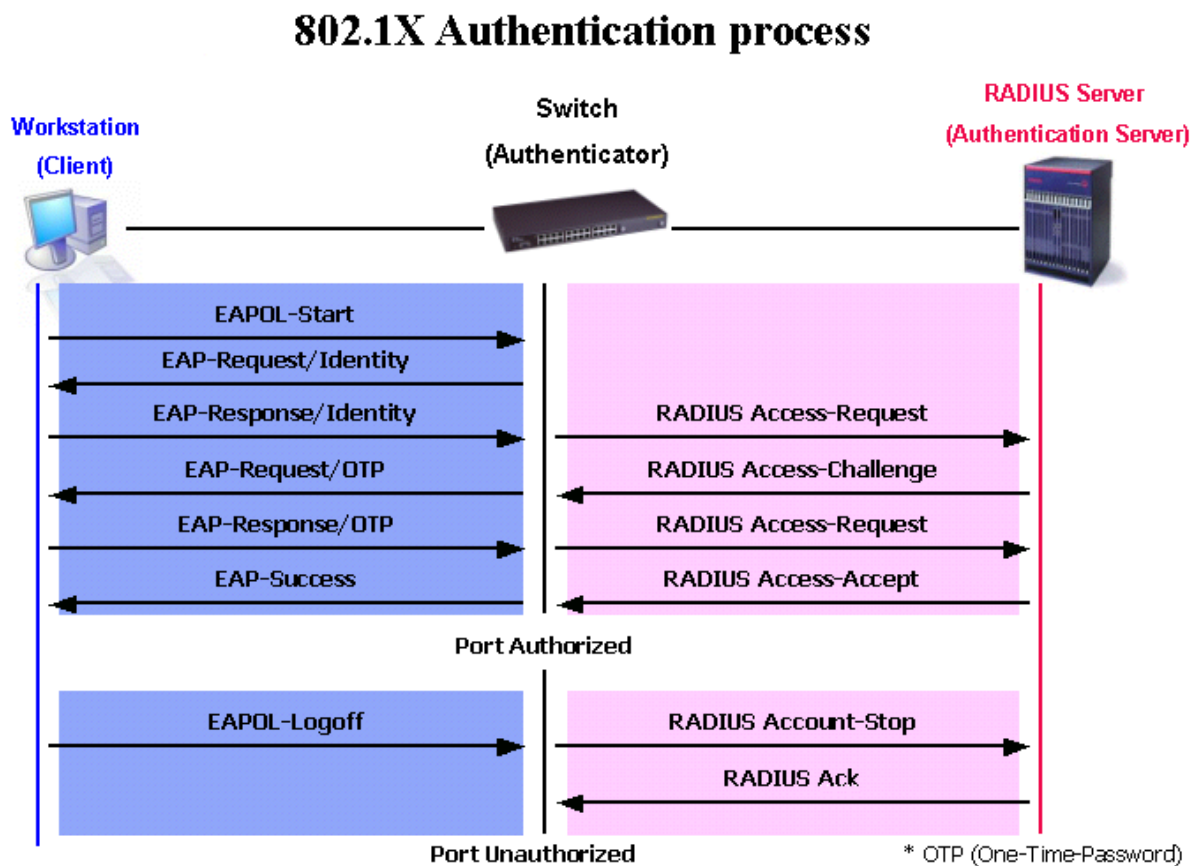 802.1X Authentication process
Workstation
(Client)
Switch
(Authenticator)
RADIUS Server
(Authentication Server)
EAPOL-Start
EAP-Request/Identity
EAP-Response/Identity
RADIUS Access-Request
EAP-Request/OTP
RADIUS Access-Challenge
EAP-Response/OTP
RADIUS Access-Request
EAP-Success
RADIUS Access-Accept
Port Authorized
EAPOL-Logoff
RADIUS Account-Stop
RADIUS Ack
Port Unauthorized
* OTP (One-Time-Password)